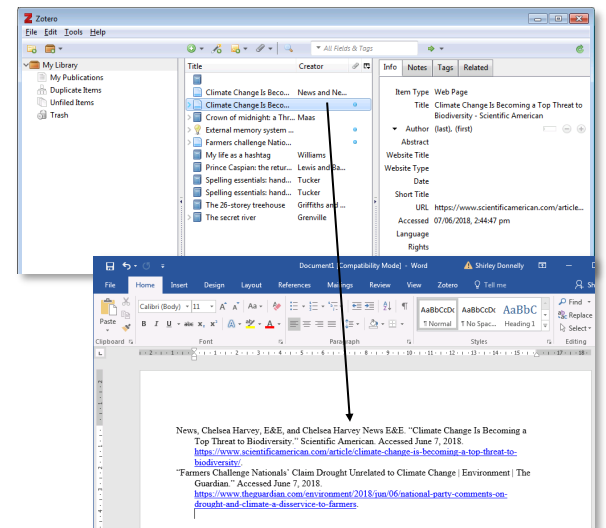 Zotero
File Edit Tools Help
All Fields & Tags
My Library
My Publications
Duplicate Items
Unfiled Items
Trash
Title Creator
Climate Change Is Beco... News and Ne...
Climate Change Is Beco...
Crown of midnight: a Thr... Maas
External memory system ...
Farmers challenge Natio...
My life as a hashtag Williams
Prince Caspian: the retur... Lewis and Ba...
Spelling essentials: hand... Tucker
Spelling essentials: hand... Tucker
The 26-storey treehouse Griffiths and ...
The secret river Grenville
Info Notes Tags Related
Item Type Web Page
Title Climate Change Is Becoming a Top Threat to
Biodiversity - Scientific American
Author (last), (first)
Abstract
Website Title
Website Type
Date
Short Title
URL https://www.scientificamerican.com/article...
Accessed 07/06/2018, 2:44:47 pm
Language
Rights
Document1 [Compatibility Mode] - Word Shirley Donnelly
File Home Insert Design Layout References Mailings Review View Zotero Tell me Sh
Paste
Calibri (Body) 11 A A Aa
B I U abc x, x² A
AaBbCcDc AaBbCcDc AaBbC
¶ Normal ¶ No Spac... Heading 1
Find
Replace
Select
Clipboard Font Paragraph Styles Editing
News, Chelsea Harvey, E&E, and Chelsea Harvey News E&E. “Climate Change Is Becoming a
Top Threat to Biodiversity.” Scientific American. Accessed June 7, 2018.
https://www.scientificamerican.com/article/climate-change-is-becoming-a-top-threat-to-
biodiversity/.
“Farmers Challenge Nationals’ Claim Drought Unrelated to Climate Change | Environment | The
Guardian.” Accessed June 7, 2018.
https://www.theguardian.com/environment/2018/jun/06/national-party-comments-on-
drought-and-climate-a-disservice-to-farmers.